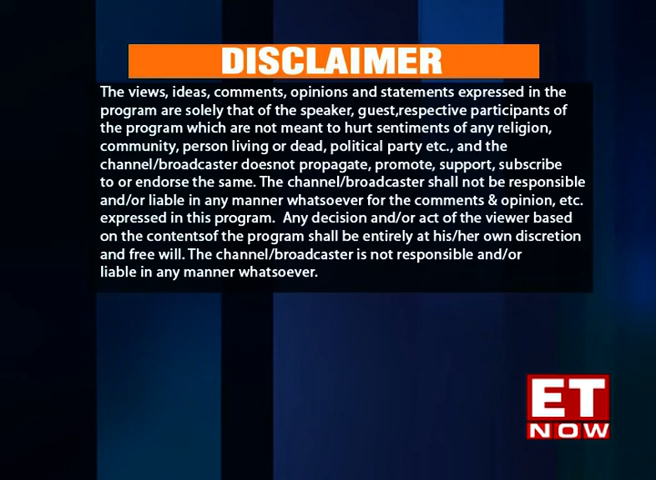 DISCLAIMER
The views, ideas, comments, opinions and statements expressed in the
program are solely that of the speaker, guest,respective participants of
the program which are not meant to hurt sentiments of any religion,
community, person living or dead, political party etc., and the
channel/broadcaster doesnot propagate, promote, support, subscribe
to or endorse the same. The channel/broadcaster shall not be responsible
and/or liable in any manner whatsoever for the comments & opinion, etc.
expressed in this program.  Any decision and/or act of the viewer based
on the contentsof the program shall be entirely at his/her own discretion
and free will. The channel/broadcaster is not responsible and/or
liable in any manner whatsoever.
ET
NOW